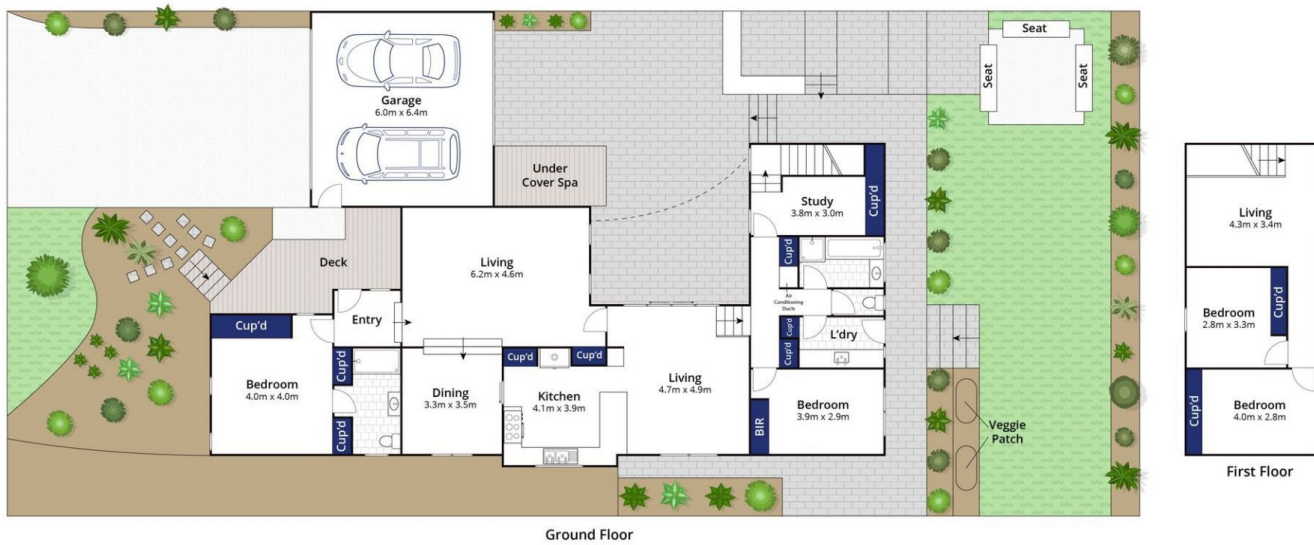 Seat
Seat
Seat
Garage
6.0m x 6.4m
Under
Cover Spa
Study
3.8m x 3.0m
Cup'd
Deck
Living
6.2m x 4.6m
Cup'd
Air
Conditioning
Ducts
Entry
Cup'd
Cup'd
L'dry
Cup'd
Cup'd
Cup'd
Cup'd
Bedroom
4.0m x 4.0m
Dining
3.3m x 3.5m
Kitchen
4.1m x 3.9m
Living
4.7m x 4.9m
Bedroom
3.9m x 2.9m
BIR
Cup'd
Veggie
Patch
Ground Floor
Living
4.3m x 3.4m
Bedroom
2.8m x 3.3m
Cup'd
Bedroom
4.0m x 2.8m
Cup'd
First Floor